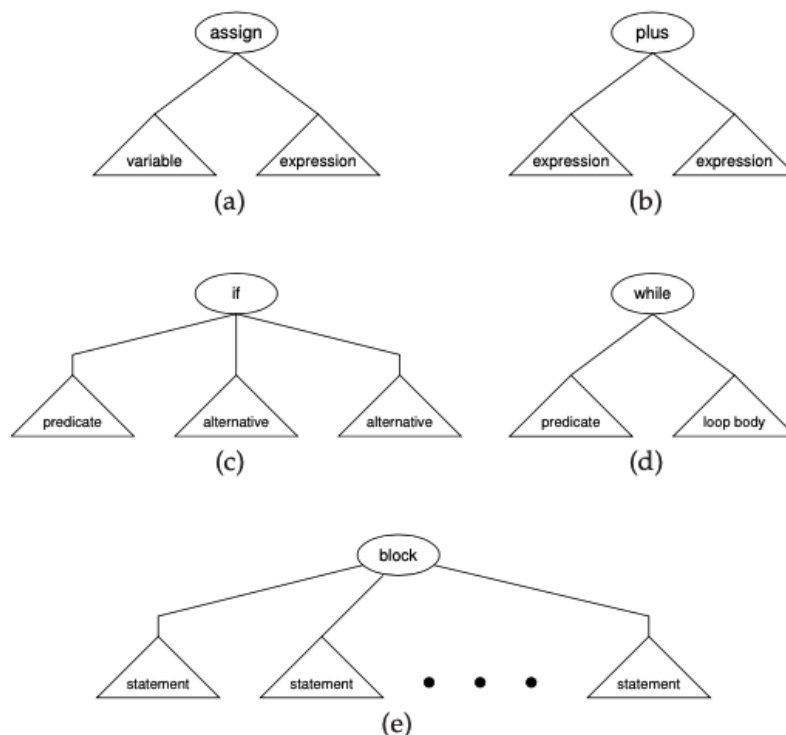 assign
plus
variable expression
expression expression
(a)
(b)
if
while
predicate alternative alternative
predicate loop body
(c)
(d)
block
statement statement statement
(e)